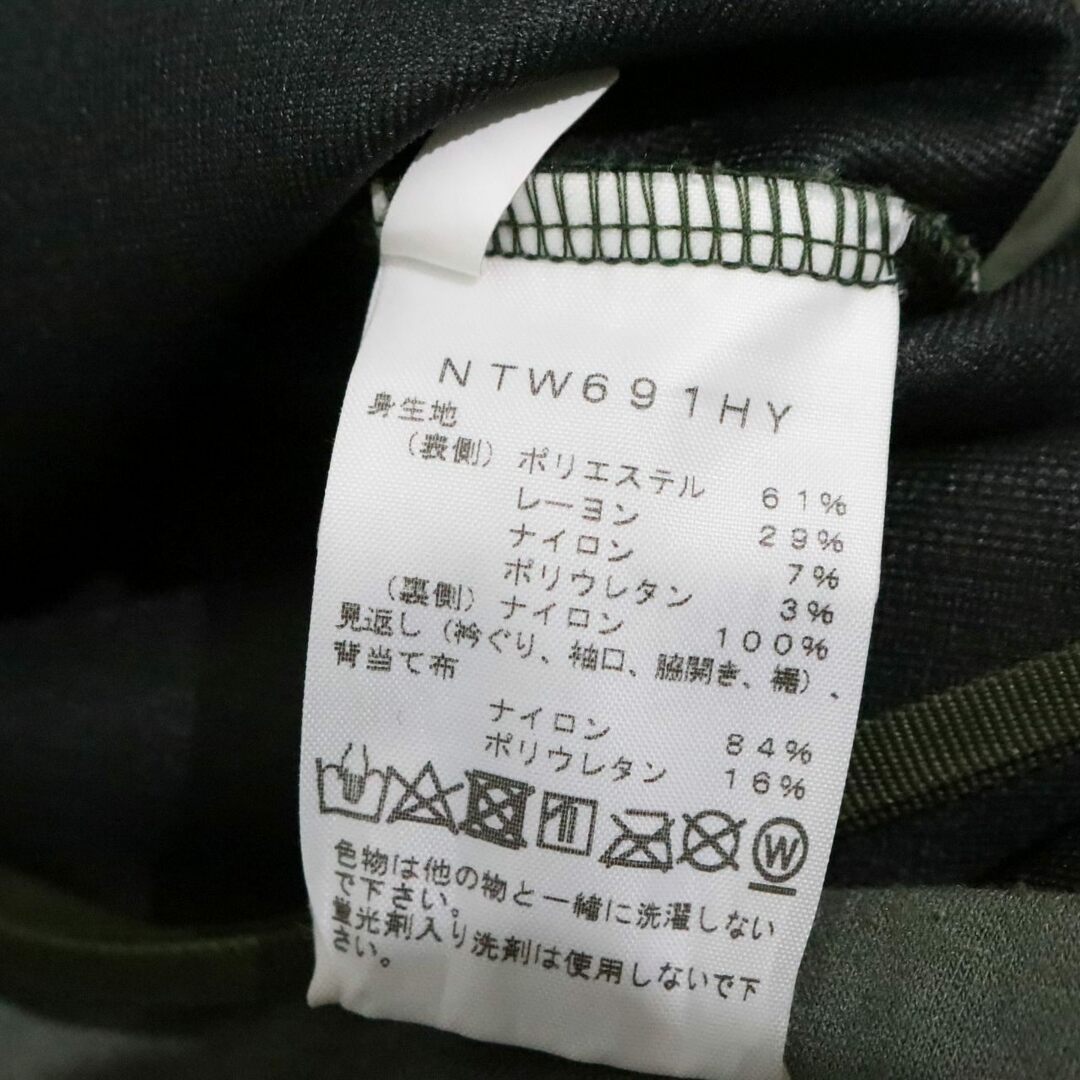 NTW691HY
身生地
(表側) ポリエステル 61%
レーヨン 29%
ナイロン 7%
ポリウレタン 3%
(裏側) ナイロン 100%
見返し(衿ぐり、袖口、脇開き、裾)、
背当て布
ナイロン 84%
ポリウレタン 16%
W
色物は他の物と一緒に洗濯しない
で下さい。
蛍光剤入り洗剤は使用しないで下
さい。